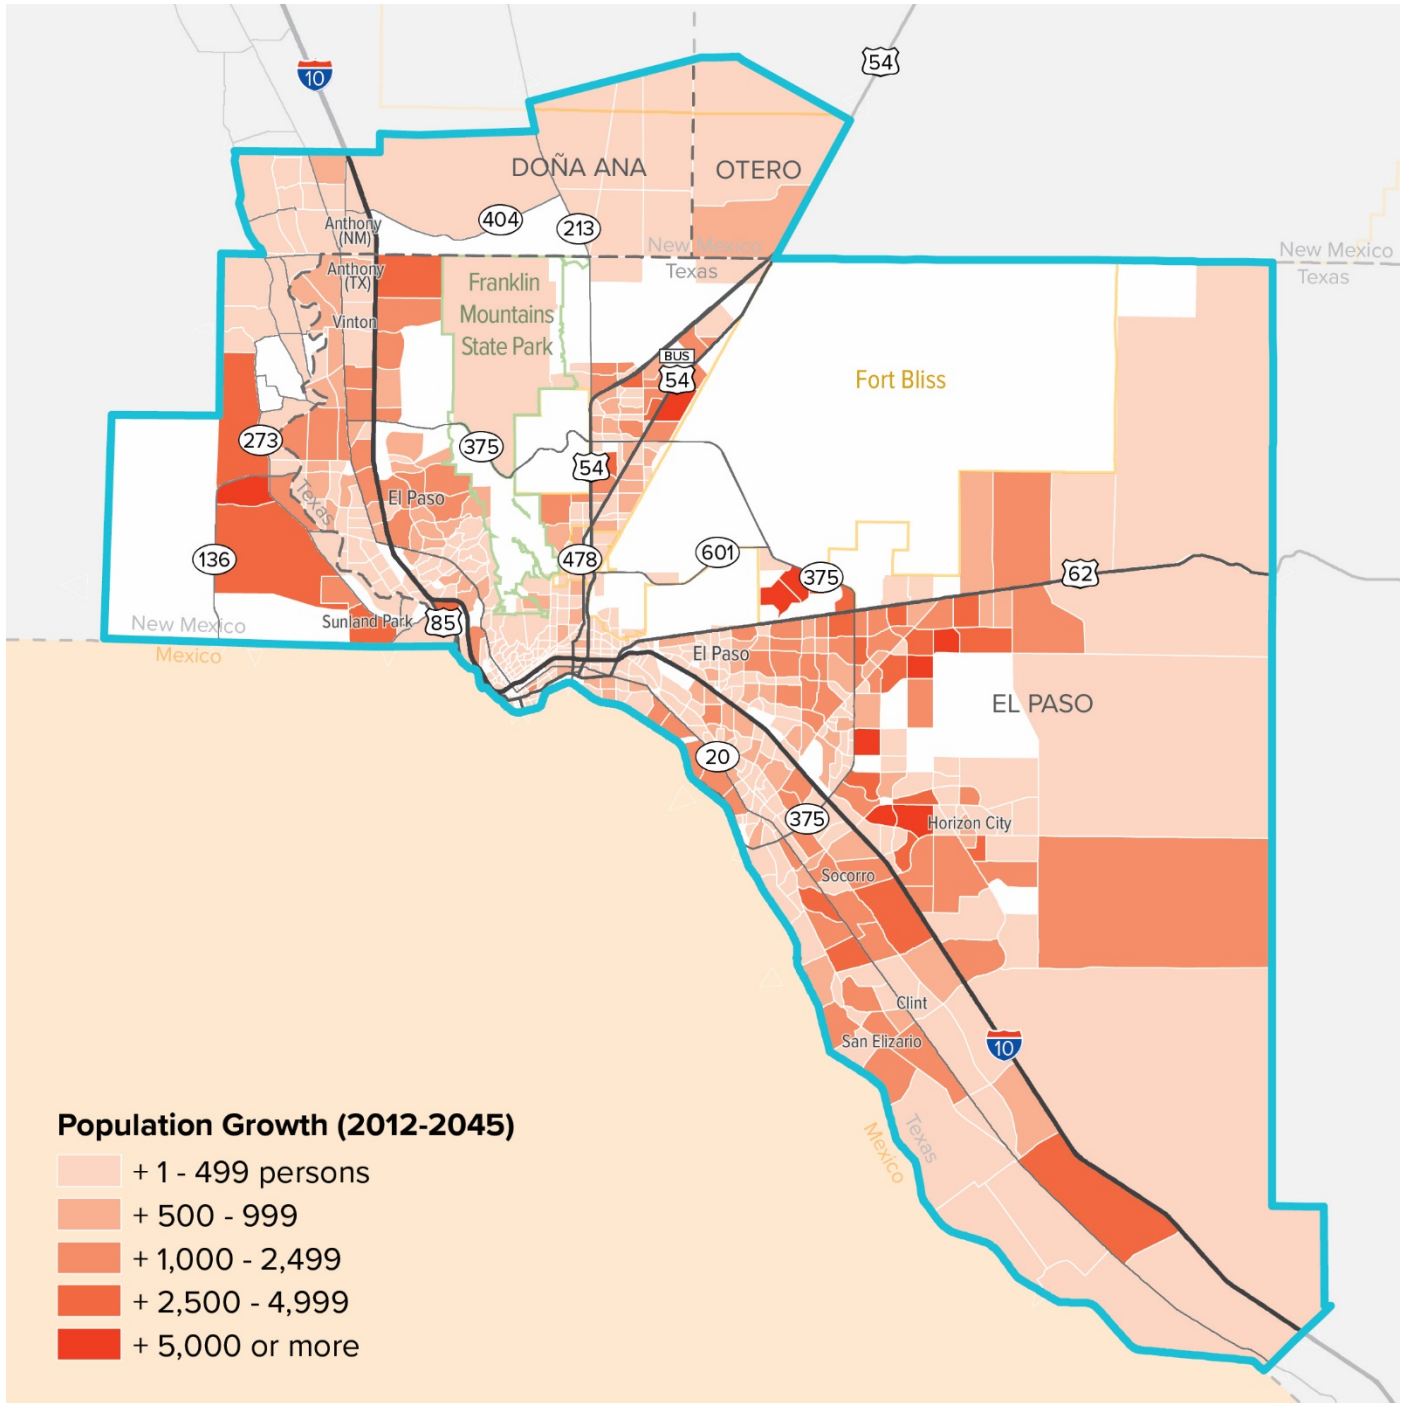 54
10
DOÑA ANA
OTERO
404
213
Anthony
(NM)
New Mexico
Texas
New Mexico
Texas
Anthony
(TX)
Franklin
Mountains
State Park
Vinton
BUS
54
Fort Bliss
273
375
54
El Paso
Texas
136
478
601
375
62
New Mexico
Mexico
Sunland Park
85
El Paso
EL PASO
20
375
Horizon City
Socorro
Clint
San Elizario
10
Texas
Mexico
Population Growth (2012-2045)
+ 1 - 499 persons
+ 500 - 999
+ 1,000 - 2,499
+ 2,500 - 4,999
+ 5,000 or more